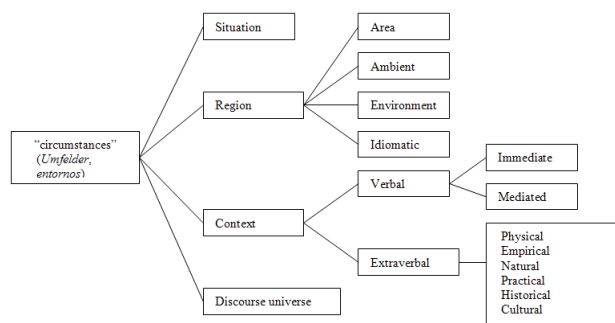 Situation
Area
Ambient
Region
Environment
Idiomatic
“circumstances”
(Umfelder,
entornos)
Verbal
Immediate
Mediated
Context
Extraverbal
Physical
Empirical
Natural
Practical
Historical
Cultural
Discourse universe